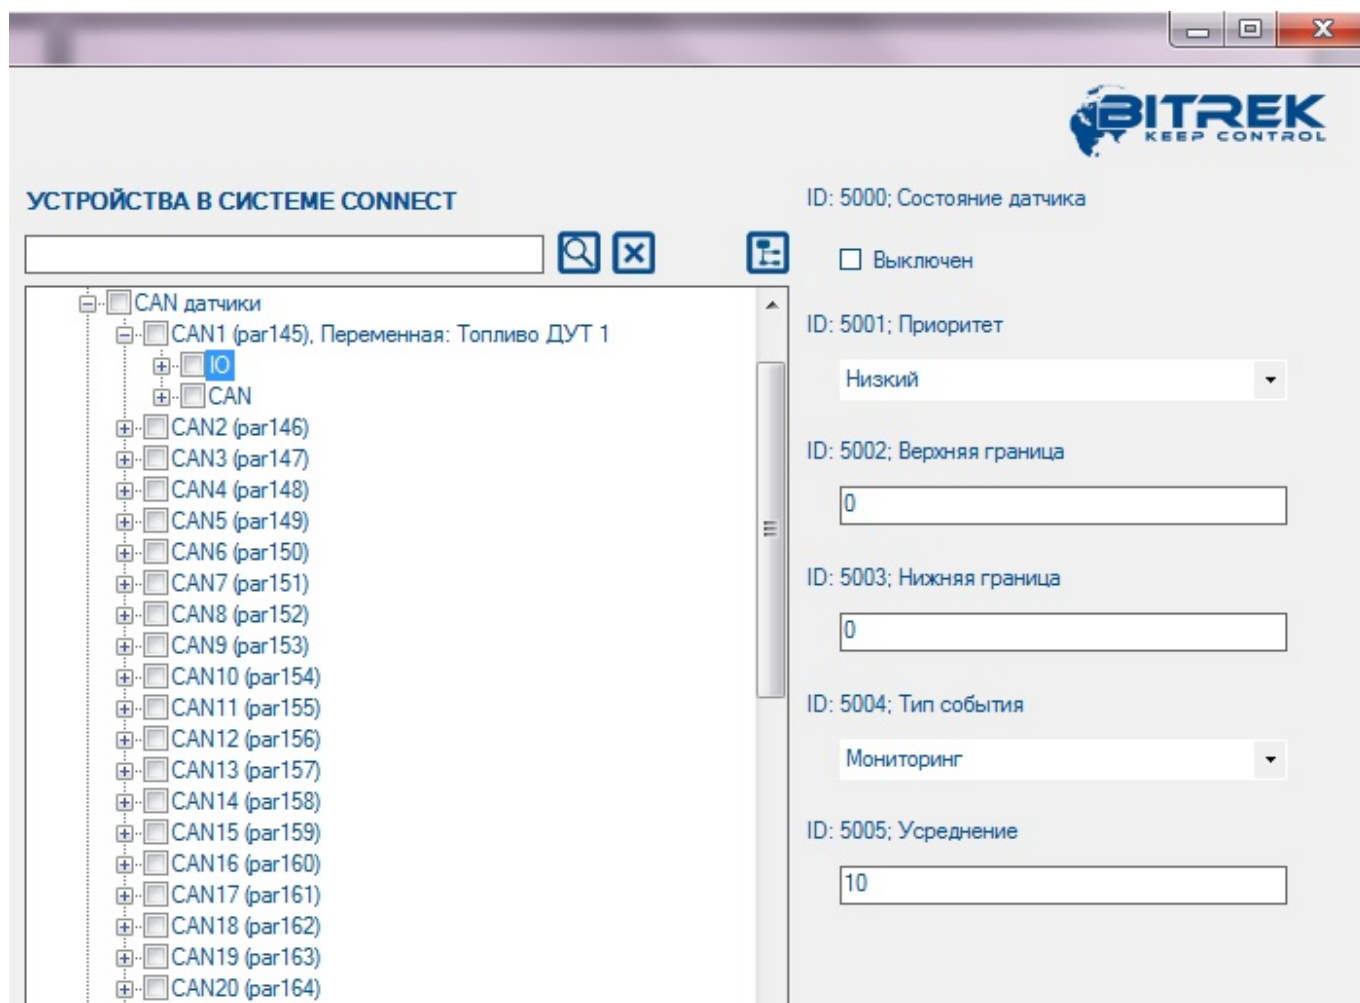 BITREK
KEEP CONTROL
УСТРОЙСТВА В СИСТЕМЕ CONNECT
CAN датчики
CAN1 (par145), Переменная: Топливо ДУТ 1
IO
CAN
CAN2 (par146)
CAN3 (par147)
CAN4 (par148)
CAN5 (par149)
CAN6 (par150)
CAN7 (par151)
CAN8 (par152)
CAN9 (par153)
CAN10 (par154)
CAN11 (par155)
CAN12 (par156)
CAN13 (par157)
CAN14 (par158)
CAN15 (par159)
CAN16 (par160)
CAN17 (par161)
CAN18 (par162)
CAN19 (par163)
CAN20 (par164)
ID: 5000; Состояние датчика
Выключен
ID: 5001; Приоритет
Низкий
ID: 5002; Верхняя граница
0
ID: 5003; Нижняя граница
0
ID: 5004; Тип события
Мониторинг
ID: 5005; Усреднение
10